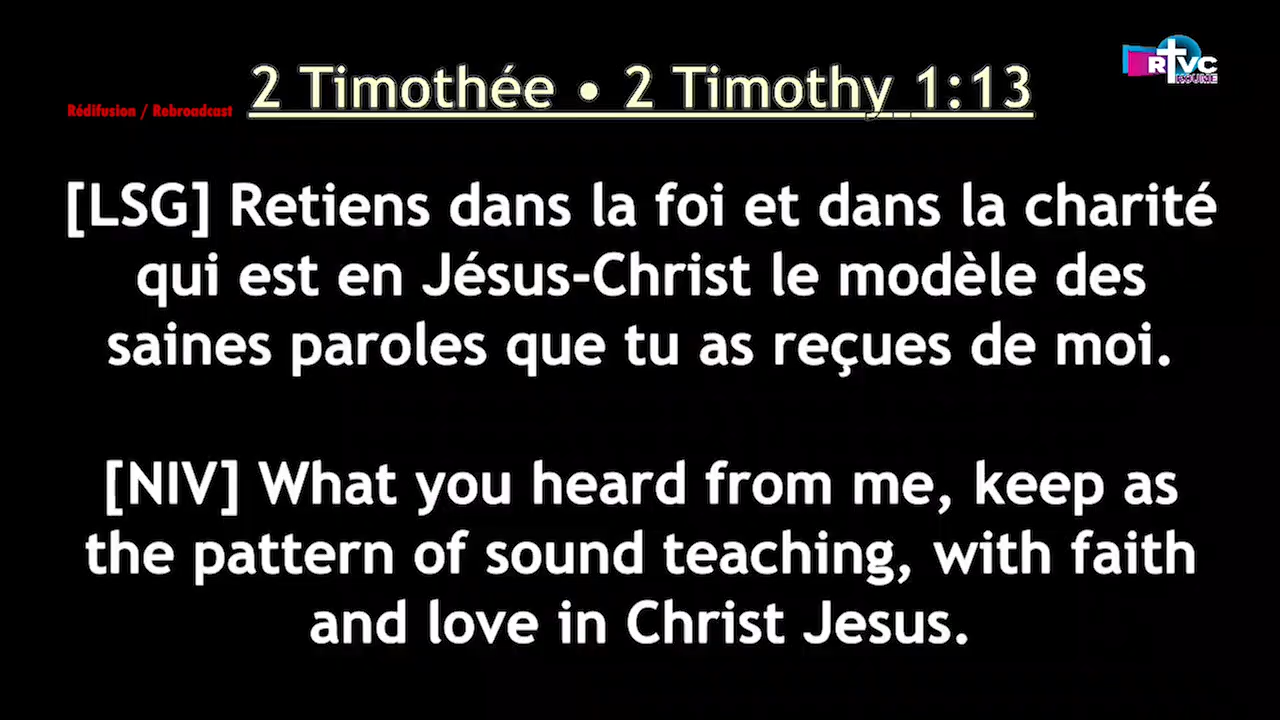 2 Timothée • 2 Timothy 1:13
Rédifusion / Rebroadcast
RTVC
[LSG] Retiens dans la foi et dans la charité
qui est en Jésus-Christ le modèle des
saines paroles que tu as reçues de moi.
[NIV] What you heard from me, keep as
the pattern of sound teaching, with faith
and love in Christ Jesus.